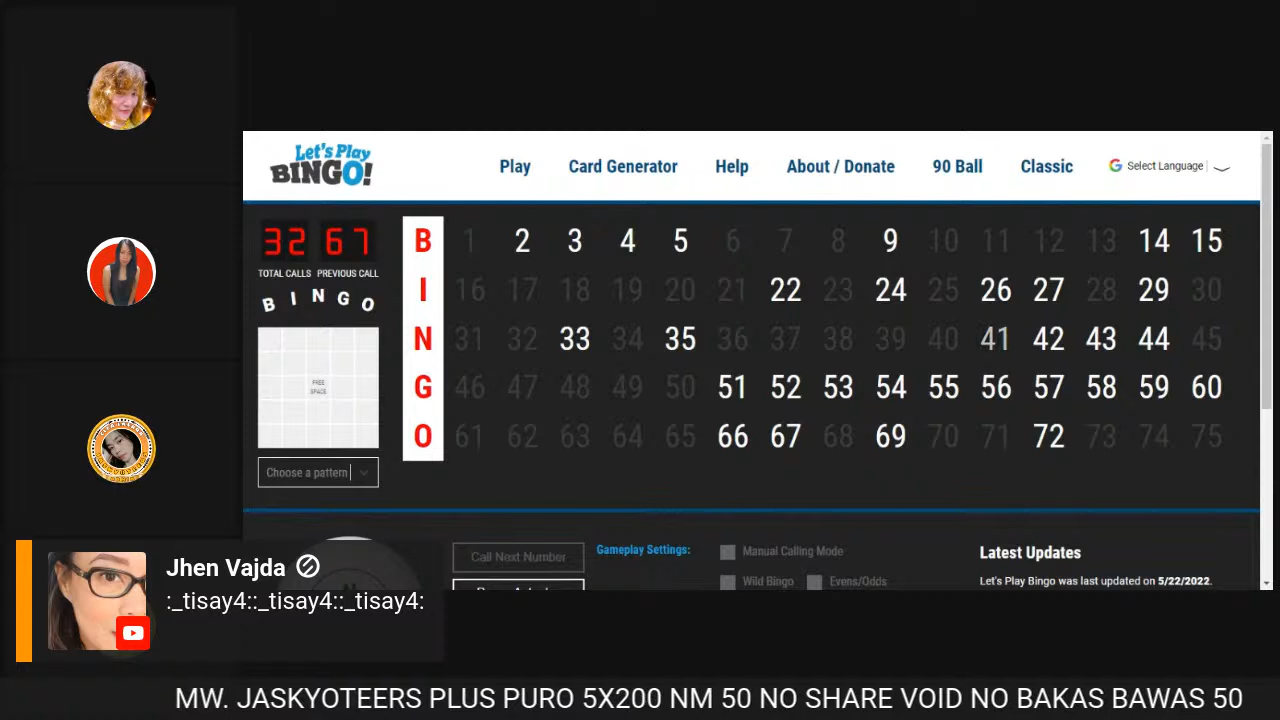 Let's Play
BINGO!
Play Card Generator Help About / Donate 90 Ball Classic Select Language
32 67
TOTAL CALLS PREVIOUS CALL
B I N G O
FREE
SPACE
Choose a pattern
B 1 2 3 4 5 6 7 8 9 10 11 12 13 14 15
I 16 17 18 19 20 21 22 23 24 25 26 27 28 29 30
N 31 32 33 34 35 36 37 38 39 40 41 42 43 44 45
G 46 47 48 49 50 51 52 53 54 55 56 57 58 59 60
O 61 62 63 64 65 66 67 68 69 70 71 72 73 74 75
Call Next Number
Gameplay Settings:
Manual Calling Mode
Wild Bingo Evens/Odds
Latest Updates
Let's Play Bingo was last updated on 5/22/2022.
Jhen Vajda
:_tisay4::_tisay4::_tisay4:
MW. JASKYOTEERS PLUS PURO 5X200 NM 50 NO SHARE VOID NO BAKAS BAWAS 50